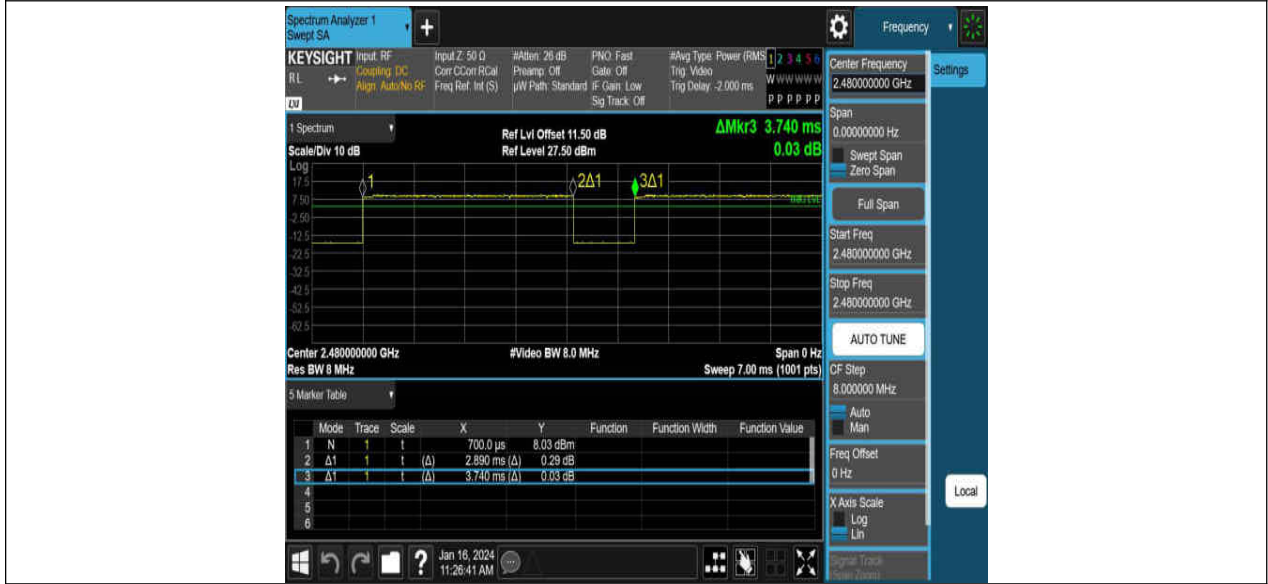 Spectrum Analyzer 1
Swept SA
+
Frequency
KEYSIGHT
RL
LXI
Input: RF
Coupling: DC
Align: Auto/No RF
Input Z: 50 Ω
Corr CCorr RCal
Freq Ref: Int (S)
#Atten: 26 dB
Preamp: Off
µW Path: Standard
PNO: Fast
Gate: Off
IF Gain: Low
Sig Track: Off
#Avg Type: Power (RMS
Trig: Video
Trig Delay: -2.000 ms
1 2 3 4 5 6
W W W W W W
P P P P P P
1 Spectrum
Scale/Div 10 dB
Ref Lvl Offset 11.50 dB
Ref Level 27.50 dBm
ΔMkr3 3.740 ms
0.03 dB
Log
17.5
7.50
-2.50
-12.5
-22.5
-32.5
-42.5
-52.5
-62.5
1
2Δ1
3Δ1
Center 2.480000000 GHz
Res BW 8 MHz
#Video BW 8.0 MHz
Span 0 Hz
Sweep 7.00 ms (1001 pts)
5 Marker Table
Mode Trace Scale X Y Function Function Width Function Value
1 N 1 t 700.0 µs 8.03 dBm
2 Δ1 1 t (Δ) 2.890 ms (Δ) 0.29 dB
3 Δ1 1 t (Δ) 3.740 ms (Δ) 0.03 dB
4
5
6
?
Jan 16, 2024
11:26:41 AM
Center Frequency
2.480000000 GHz
Span
0.00000000 Hz
Swept Span
Zero Span
Full Span
Start Freq
2.480000000 GHz
Stop Freq
2.480000000 GHz
AUTO TUNE
CF Step
8.000000 MHz
Auto
Man
Freq Offset
0 Hz
X Axis Scale
Log
Lin
Signal Track
(Span Zoom)
Settings
Local